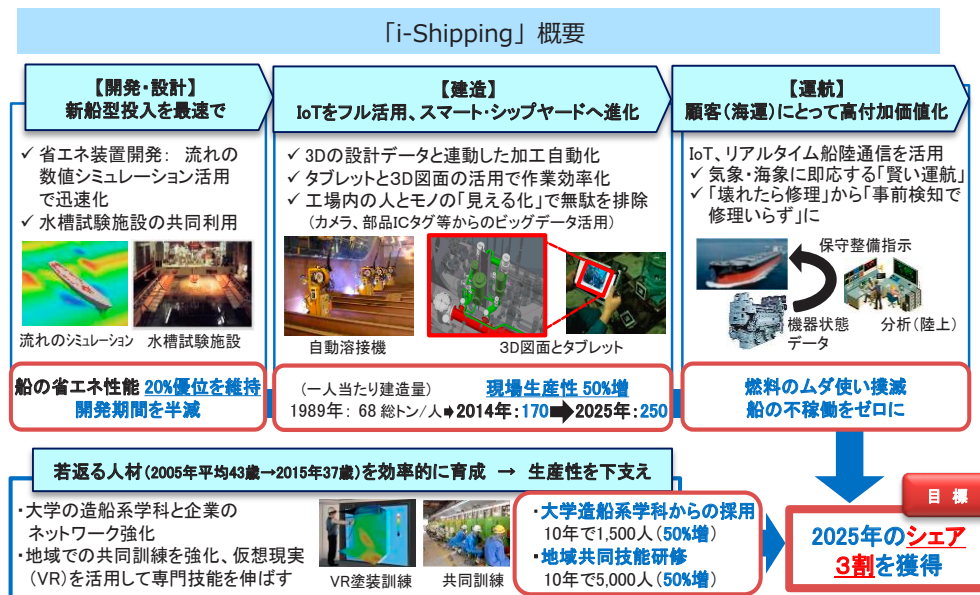 「i-Shipping」概要
【開発・設計】
新船型投入を最速で
✓ 省エネ装置開発： 流れの
数値シミュレーション活用
で迅速化
✓ 水槽試験施設の共同利用
流れのシミュレーション
水槽試験施設
船の省エネ性能 20%優位を維持
開発期間を半減
【建造】
IoTをフル活用、スマート・シップヤードへ進化
✓ 3Dの設計データと連動した加工自動化
✓ タブレットと3D図面の活用で作業効率化
✓ 工場内の人とモノの「見える化」で無駄を排除
（カメラ、部品ICタグ等からのビッグデータ活用）
自動溶接機
3D図面とタブレット
（一人当たり建造量）
現場生産性 50%増
1989年： 68 総トン/人➡2014年：170➡2025年：250
【運航】
顧客（海運）にとって高付加価値化
IoT、リアルタイム船陸通信を活用
✓ 気象・海象に即応する「賢い運航」
✓ 「壊れたら修理」から「事前検知で
修理いらず」に
保守整備指示
機器状態
データ
分析（陸上）
燃料のムダ使い撲滅
船の不稼働をゼロに
若返る人材（2005年平均43歳→2015年37歳）を効率的に育成 → 生産性を下支え
・大学の造船系学科と企業の
ネットワーク強化
・地域での共同訓練を強化、仮想現実
（VR）を活用して専門技能を伸ばす
VR塗装訓練
共同訓練
・大学造船系学科からの採用
10年で1,500人（50%増）
・地域共同技能研修
10年で5,000人（50%増）
目 標
2025年のシェア
3割を獲得